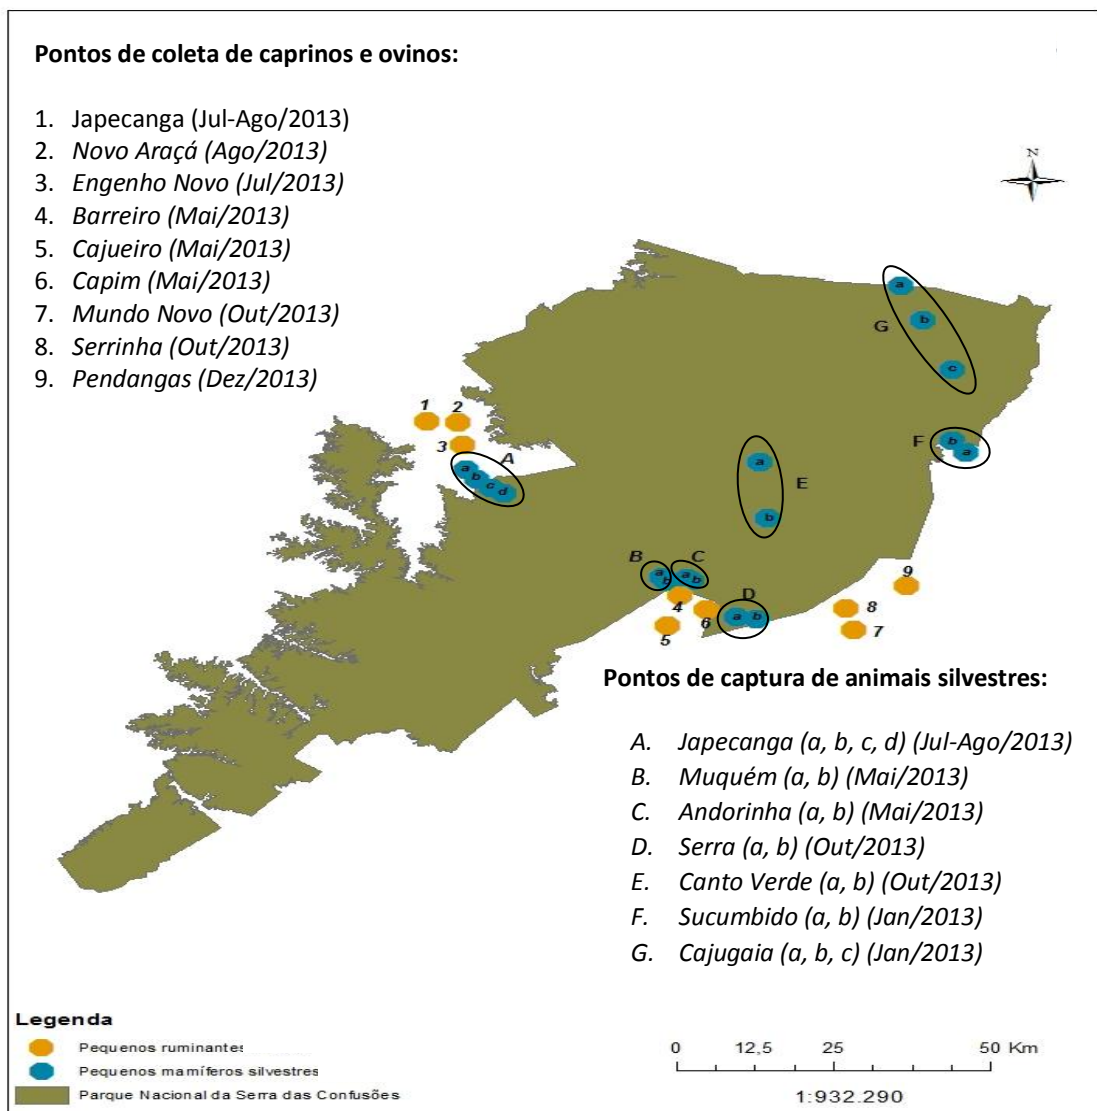 Pontos de coleta de caprinos e ovinos:
1. Japecanga (Jul-Ago/2013)
2. Novo Araçá (Ago/2013)
3. Engenho Novo (Jul/2013)
4. Barreiro (Mai/2013)
5. Cajueiro (Mai/2013)
6. Capim (Mai/2013)
7. Mundo Novo (Out/2013)
8. Serrinha (Out/2013)
9. Pendangas (Dez/2013)
N
a
G
b
c
1 2
3
A
a
b
c
d
F
b
a
a
E
b
B
C
a
b
a
b
9
4
D
6
a
b
8
5
7
Pontos de captura de animais silvestres:
A. Japecanga (a, b, c, d) (Jul-Ago/2013)
B. Muquém (a, b) (Mai/2013)
C. Andorinha (a, b) (Mai/2013)
D. Serra (a, b) (Out/2013)
E. Canto Verde (a, b) (Out/2013)
F. Sucumbido (a, b) (Jan/2013)
G. Cajugaia (a, b, c) (Jan/2013)
Legenda
Pequenos ruminantes
Pequenos mamíferos silvestres
Parque Nacional da Serra das Confusões
0 12,5 25 50 Km
1:932.290